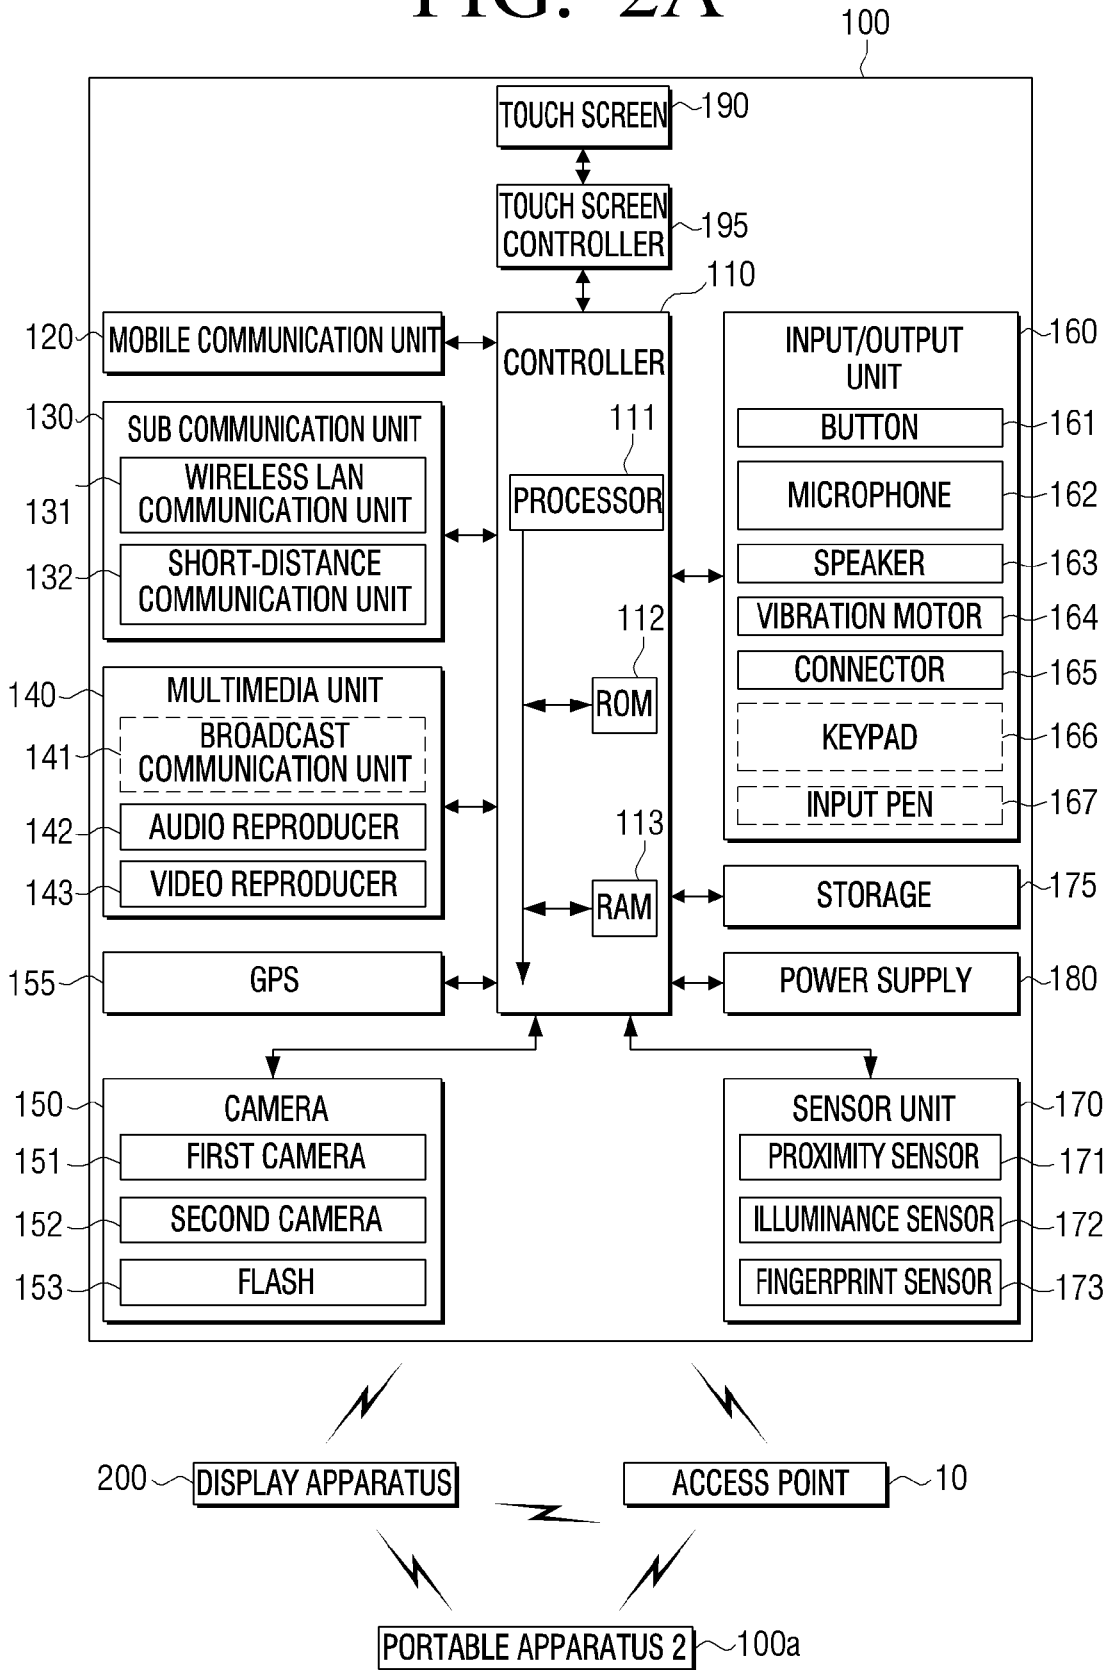 FIG. 2A
100
TOUCH SCREEN
190
TOUCH SCREEN
CONTROLLER
195
110
120
MOBILE COMMUNICATION UNIT
CONTROLLER
111
PROCESSOR
112
ROM
113
RAM
130
SUB COMMUNICATION UNIT
131
WIRELESS LAN
COMMUNICATION UNIT
132
SHORT-DISTANCE
COMMUNICATION UNIT
140
MULTIMEDIA UNIT
141
BROADCAST
COMMUNICATION UNIT
142
AUDIO REPRODUCER
143
VIDEO REPRODUCER
155
GPS
150
CAMERA
151
FIRST CAMERA
152
SECOND CAMERA
153
FLASH
INPUT/OUTPUT
UNIT
160
BUTTON
161
MICROPHONE
162
SPEAKER
163
VIBRATION MOTOR
164
CONNECTOR
165
KEYPAD
166
INPUT PEN
167
STORAGE
175
POWER SUPPLY
180
SENSOR UNIT
170
PROXIMITY SENSOR
171
ILLUMINANCE SENSOR
172
FINGERPRINT SENSOR
173
200
DISPLAY APPARATUS
ACCESS POINT
10
PORTABLE APPARATUS 2
100a